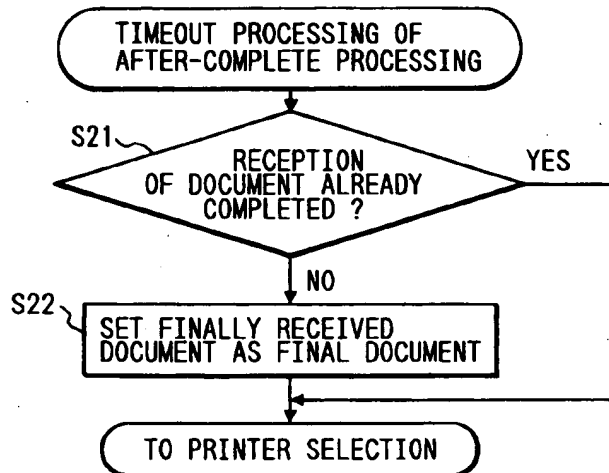 TIMEOUT PROCESSING OF
AFTER-COMPLETE PROCESSING
S21
RECEPTION
OF DOCUMENT ALREADY
COMPLETED ?
YES
NO
S22
SET FINALLY RECEIVED
DOCUMENT AS FINAL DOCUMENT
TO PRINTER SELECTION